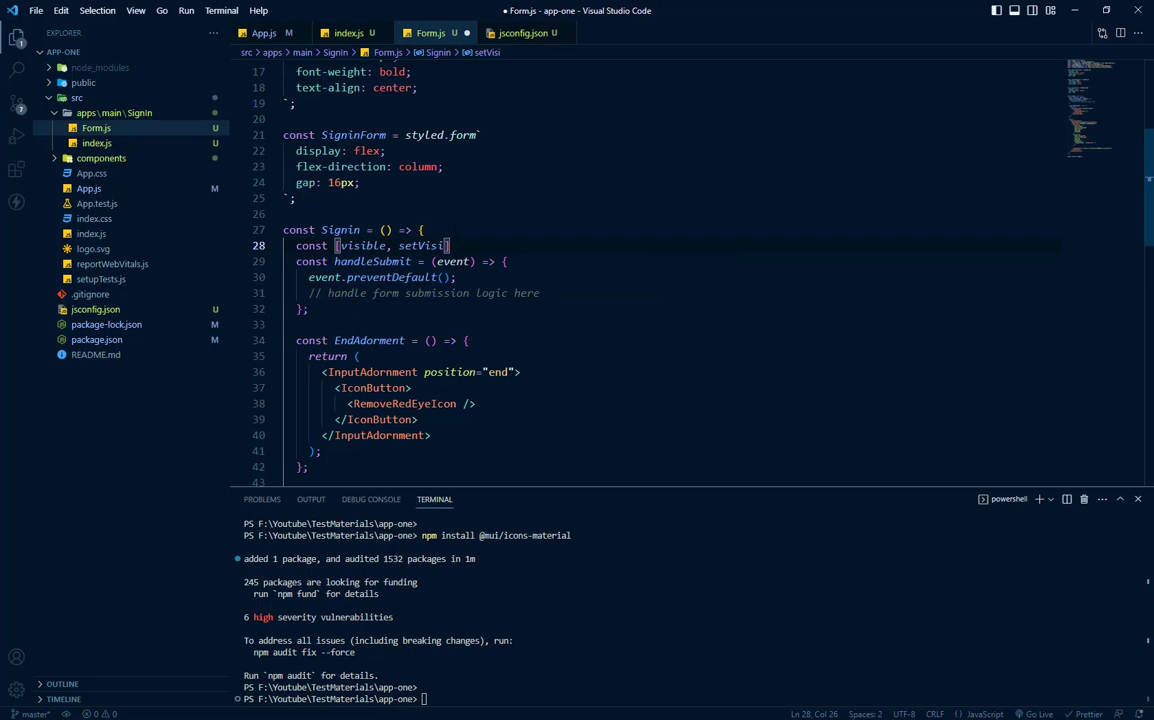 File Edit Selection View Go Run Terminal Help
● Form.js - app-one - Visual Studio Code
EXPLORER
App.js M
index.js U
Form.js U
jsconfig.json U
src > apps > main > SignIn > Form.js > Signin > setVisi
APP-ONE
node_modules
public
src
apps \ main \ SignIn
Form.js U
index.js U
components
App.css
App.js M
App.test.js
index.css
index.js
logo.svg
reportWebVitals.js
setupTests.js
.gitignore
jsconfig.json U
package-lock.json M
package.json M
README.md
OUTLINE
TIMELINE
17 font-weight: bold;
18 text-align: center;
19 `;
20
21 const SigninForm = styled.form`
22 display: flex;
23 flex-direction: column;
24 gap: 16px;
25 `;
26
27 const Signin = () => {
28 const [visible, setVisi]
29 const handleSubmit = (event) => {
30 event.preventDefault();
31 // handle form submission logic here
32 };
33
34 const EndAdorment = () => {
35 return (
36 <InputAdornment position="end">
37 <IconButton>
38 <RemoveRedEyeIcon />
39 </IconButton>
40 </InputAdornment>
41 );
42 };
43
PROBLEMS OUTPUT DEBUG CONSOLE TERMINAL
powershell
PS F:\Youtube\TestMaterials\app-one>
PS F:\Youtube\TestMaterials\app-one> npm install @mui/icons-material
added 1 package, and audited 1532 packages in 1m
245 packages are looking for funding
run `npm fund` for details
6 high severity vulnerabilities
To address all issues (including breaking changes), run:
npm audit fix --force
Run `npm audit` for details.
PS F:\Youtube\TestMaterials\app-one>
PS F:\Youtube\TestMaterials\app-one>
master* 0 0 Ln 28, Col 26 Spaces: 2 UTF-8 CRLF {} JavaScript Go Live Prettier